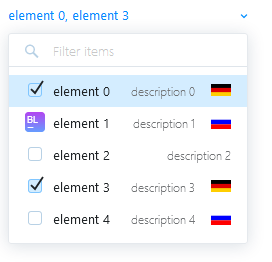 element 0, element 3
Filter items
element 0 description 0
BL element 1 description 1
element 2 description 2
element 3 description 3
element 4 description 4